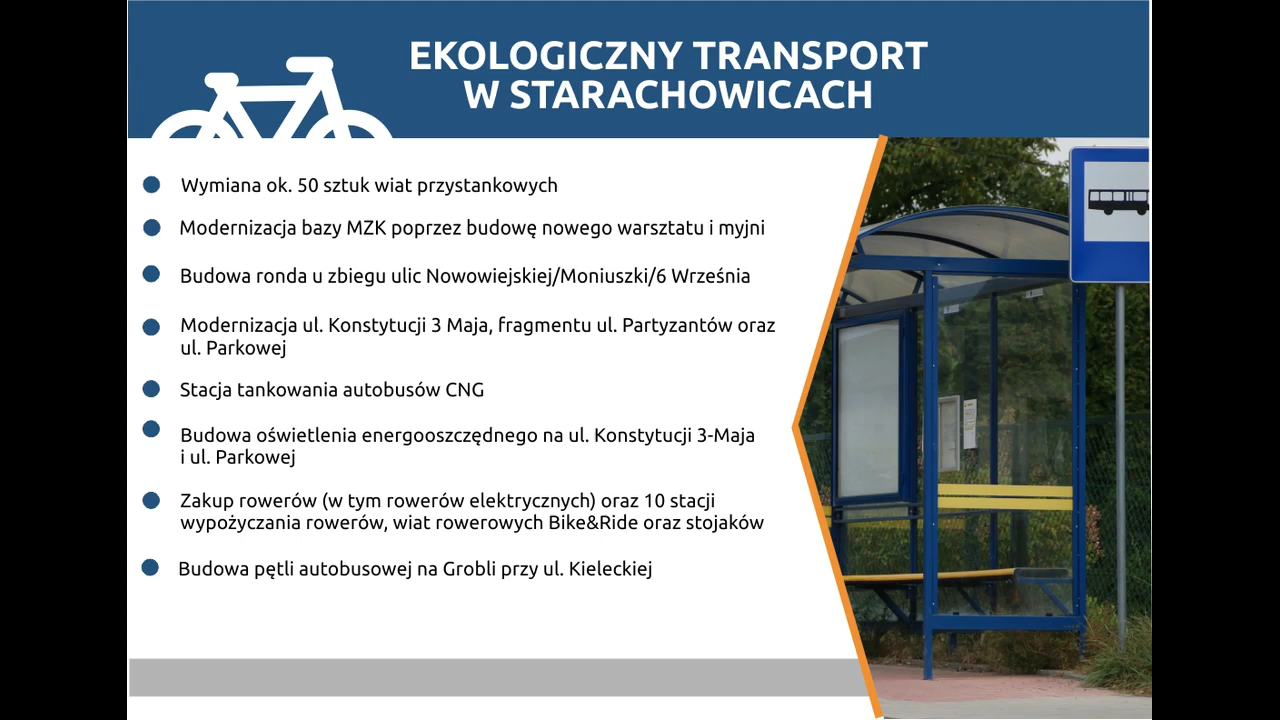 EKOLOGICZNY TRANSPORT
W STARACHOWICACH
Wymiana ok. 50 sztuk wiat przystankowych
Modernizacja bazy MZK poprzez budowę nowego warsztatu i myjni
Budowa ronda u zbiegu ulic Nowowiejskiej/Moniuszki/6 Września
Modernizacja ul. Konstytucji 3 Maja, fragmentu ul. Partyzantów oraz
ul. Parkowej
Stacja tankowania autobusów CNG
Budowa oświetlenia energooszczędnego na ul. Konstytucji 3-Maja
i ul. Parkowej
Zakup rowerów (w tym rowerów elektrycznych) oraz 10 stacji
wypożyczania rowerów, wiat rowerowych Bike&Ride oraz stojaków
Budowa pętli autobusowej na Grobli przy ul. Kieleckiej